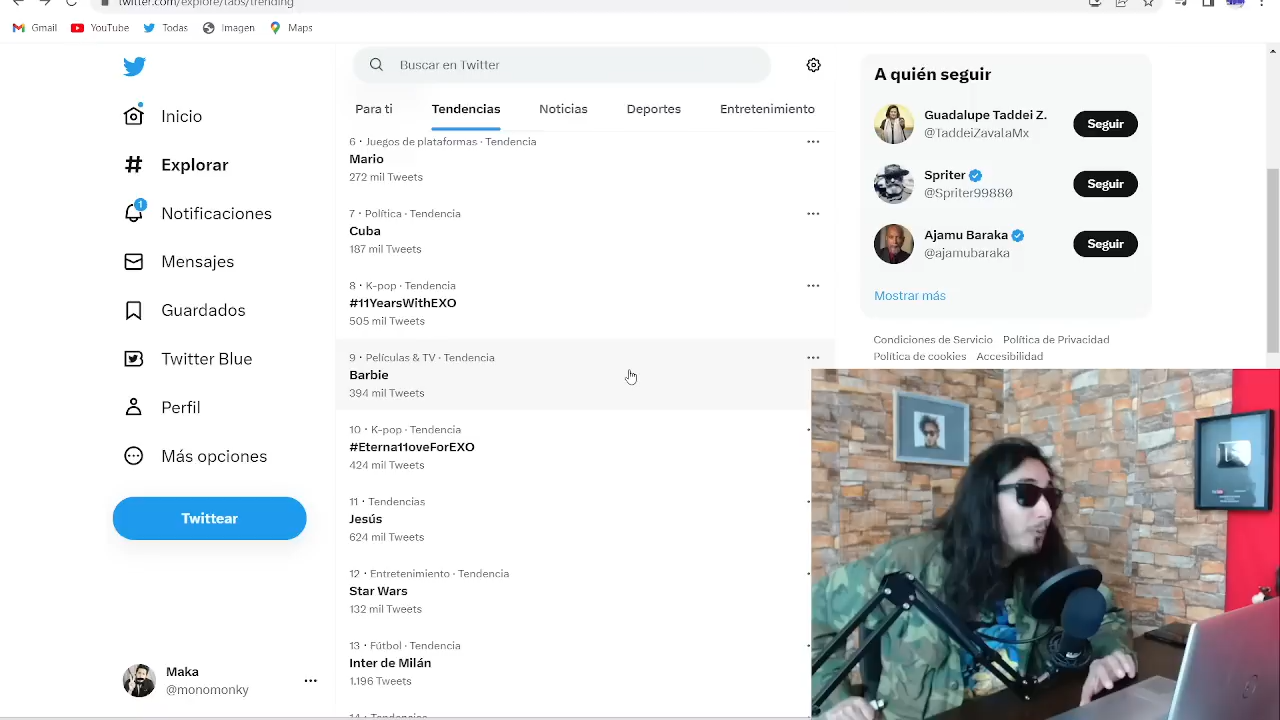 twitter.com/explore/tabs/trending
Gmail YouTube Todas Imagen Maps
Inicio
Explorar
Notificaciones
1
Mensajes
Guardados
Twitter Blue
Perfil
Más opciones
Twittear
Maka
@monomonky
Buscar en Twitter
Para ti Tendencias Noticias Deportes Entretenimiento
6 · Juegos de plataformas · Tendencia
Mario
272 mil Tweets
7 · Política · Tendencia
Cuba
187 mil Tweets
8 · K-pop · Tendencia
#11YearsWithEXO
505 mil Tweets
9 · Películas & TV · Tendencia
Barbie
394 mil Tweets
10 · K-pop · Tendencia
#Eterna11oveForEXO
424 mil Tweets
11 · Tendencias
Jesús
624 mil Tweets
12 · Entretenimiento · Tendencia
Star Wars
132 mil Tweets
13 · Fútbol · Tendencia
Inter de Milán
1.196 Tweets
14 · Tendencias
A quién seguir
Guadalupe Taddei Z.
@TaddeiZavalaMx
Seguir
Spriter
@Spriter99880
Seguir
Ajamu Baraka
@ajamubaraka
Seguir
Mostrar más
Condiciones de Servicio Política de Privacidad
Política de cookies Accesibilidad